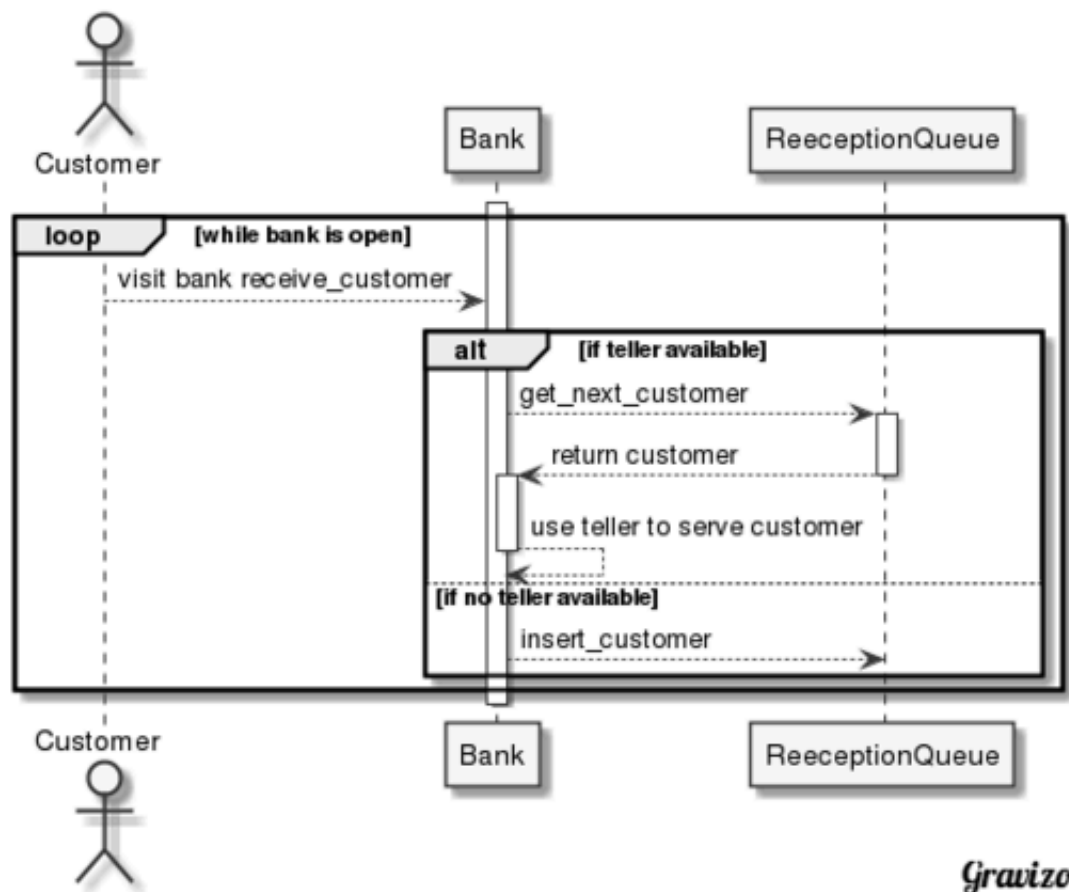 Customer
Bank
ReeceptionQueue
loop
[while bank is open]
visit bank receive_customer
alt
[if teller available]
get_next_customer
return customer
use teller to serve customer
[if no teller available]
insert_customer
Customer
Bank
ReeceptionQueue
Gravizo